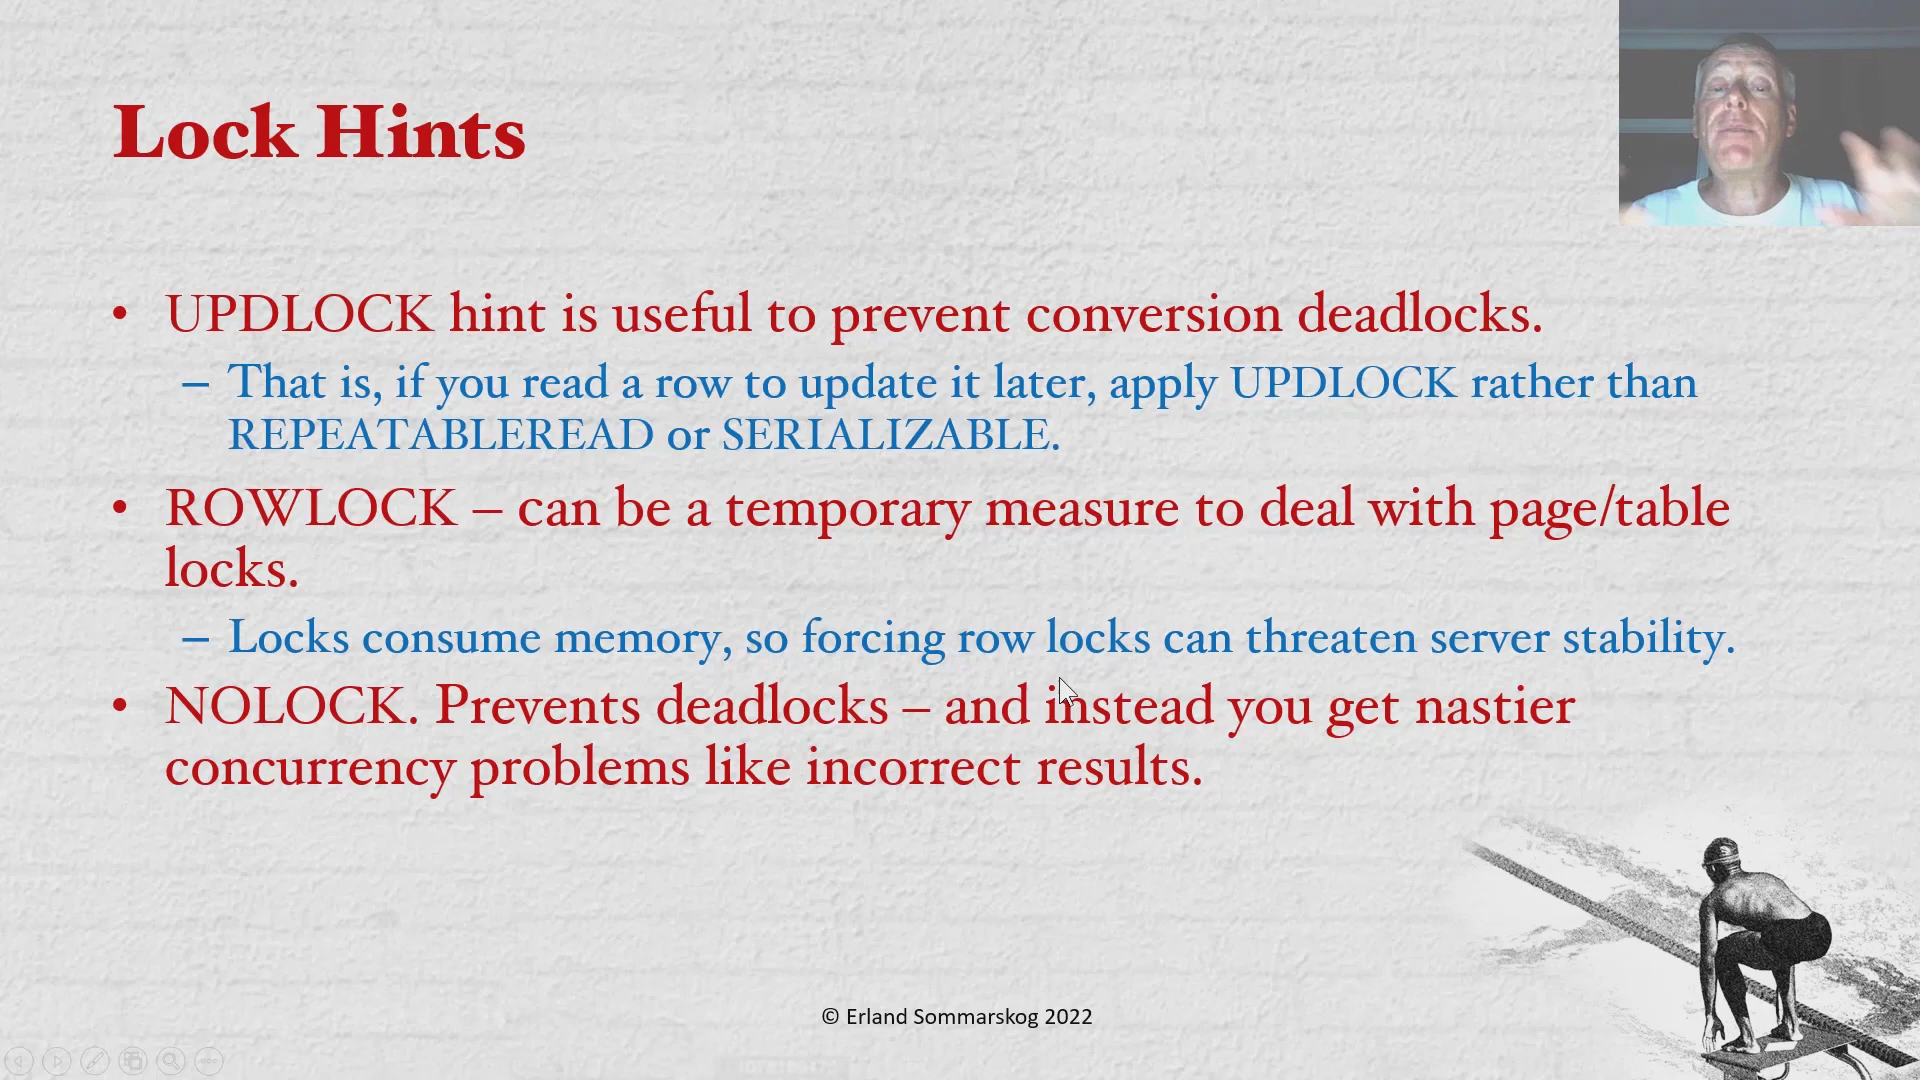 Lock Hints
• UPDLOCK hint is useful to prevent conversion deadlocks.
– That is, if you read a row to update it later, apply UPDLOCK rather than
REPEATABLEREAD or SERIALIZABLE.
• ROWLOCK – can be a temporary measure to deal with page/table
locks.
– Locks consume memory, so forcing row locks can threaten server stability.
• NOLOCK. Prevents deadlocks – and instead you get nastier
concurrency problems like incorrect results.
© Erland Sommarskog 2022